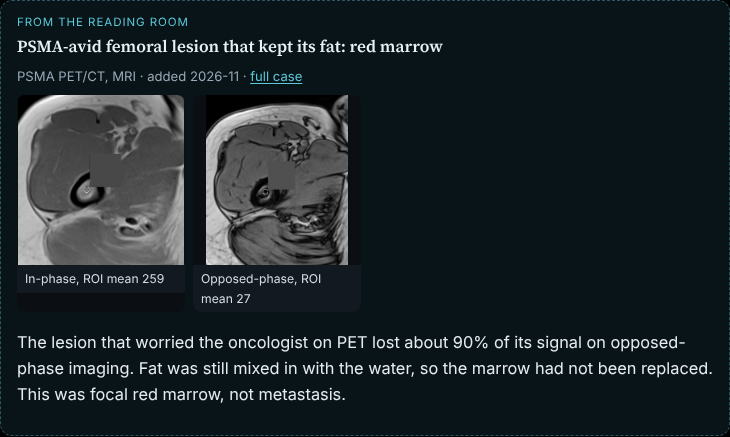 FROM THE READING ROOM
PSMA-avid femoral lesion that kept its fat: red marrow
PSMA PET/CT, MRI · added 2026-11 · full case
In-phase, ROI mean 259
Opposed-phase, ROI
mean 27
The lesion that worried the oncologist on PET lost about 90% of its signal on opposed-
phase imaging. Fat was still mixed in with the water, so the marrow had not been replaced.
This was focal red marrow, not metastasis.